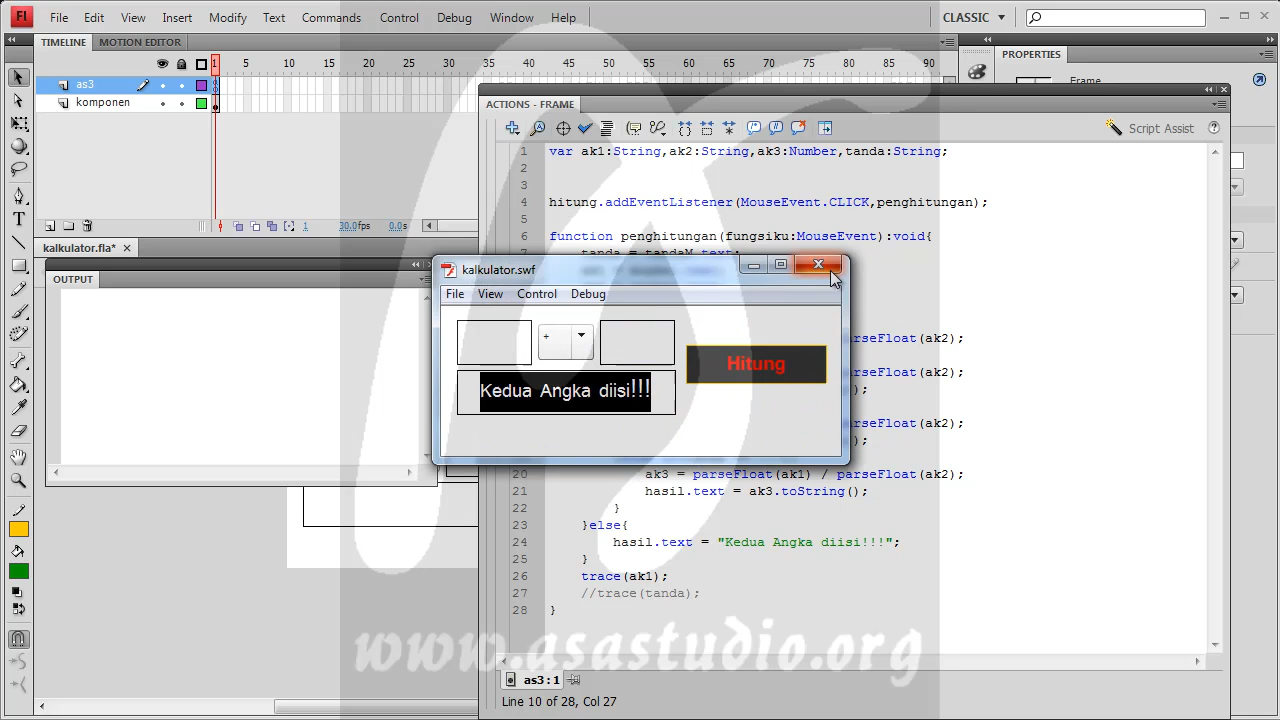 Fl File Edit View Insert Modify Text Commands Control Debug Window Help CLASSIC
TIMELINE MOTION EDITOR
1 5 10 15 20 25 30 35 40 45 50 55 60 65 70 75 80 85 90
PROPERTIES
Frame
as3
komponen
ACTIONS - FRAME
Script Assist
1 var ak1:String,ak2:String,ak3:Number,tanda:String;
2
3
4 hitung.addEventListener(MouseEvent.CLICK,penghitungan);
5
6 function penghitungan(fungsiku:MouseEvent):void{
1 30.0fps 0.0s
kalkulator.fla*
OUTPUT
kalkulator.swf
File View Control Debug
+
Hitung
Kedua Angka diisi!!!
parseFloat(ak2);
20 ak3 = parseFloat(ak1) / parseFloat(ak2);
21 hasil.text = ak3.toString();
22 }
23 }else{
24 hasil.text = "Kedua Angka diisi!!!";
25 }
26 trace(ak1);
27 //trace(tanda);
28 }
www.asastudio.org
as3:1
Line 10 of 28, Col 27